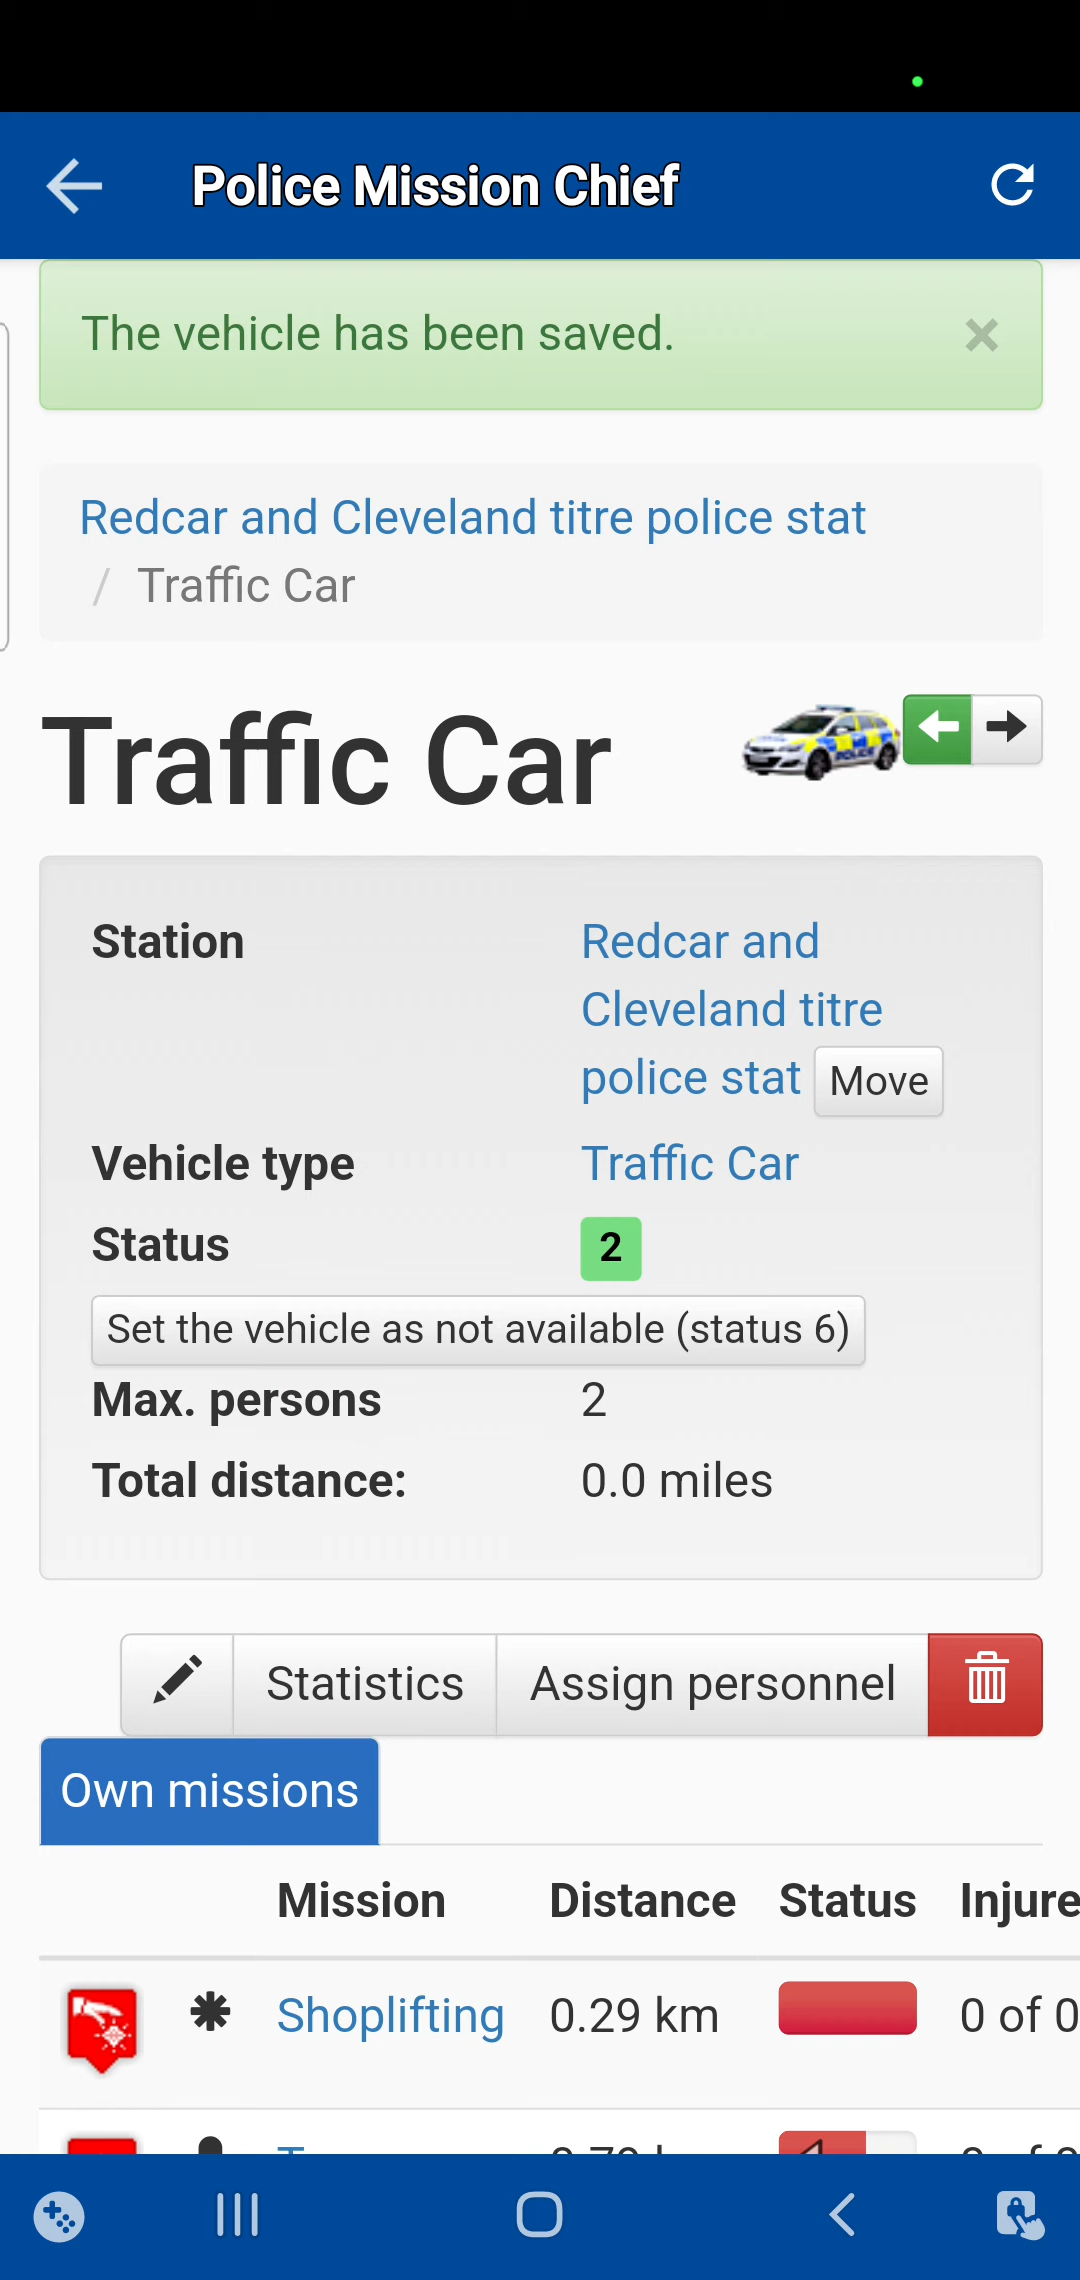 Police Mission Chief
The vehicle has been saved.
Redcar and Cleveland titre police stat
/ Traffic Car
Traffic Car
Station
Redcar and
Cleveland titre
police stat Move
Vehicle type Traffic Car
Status 2
Set the vehicle as not available (status 6)
Max. persons 2
Total distance: 0.0 miles
Statistics Assign personnel
Own missions
Mission Distance Status Injure
Shoplifting 0.29 km 0 of 0